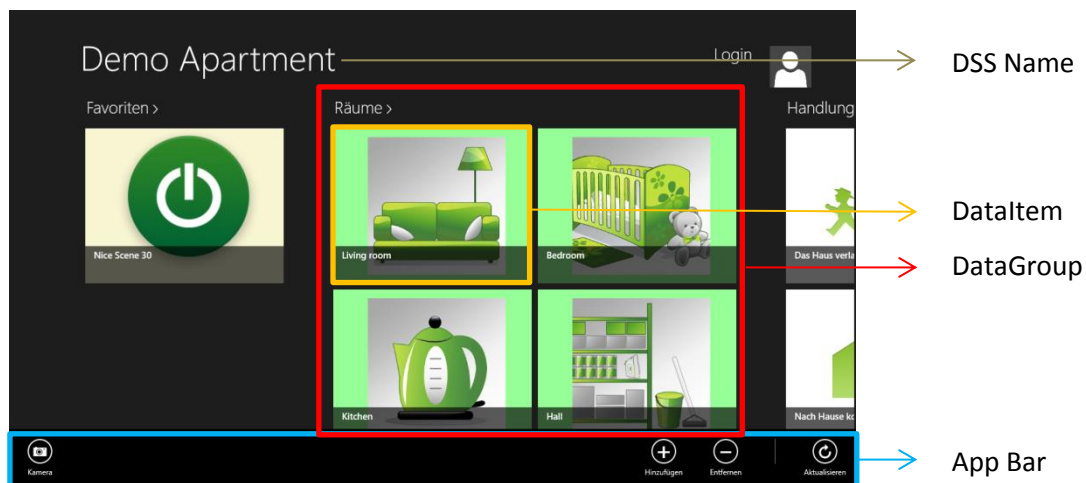 Demo Apartment
Login
DSS Name
Favoriten >
Räume >
Handlung
Nice Scene 30
Living room
Bedroom
Das Haus verla
DataItem
DataGroup
Kitchen
Hall
Nach Hause ko
Kamera
Hinzufügen
Entfernen
Aktualisieren
App Bar